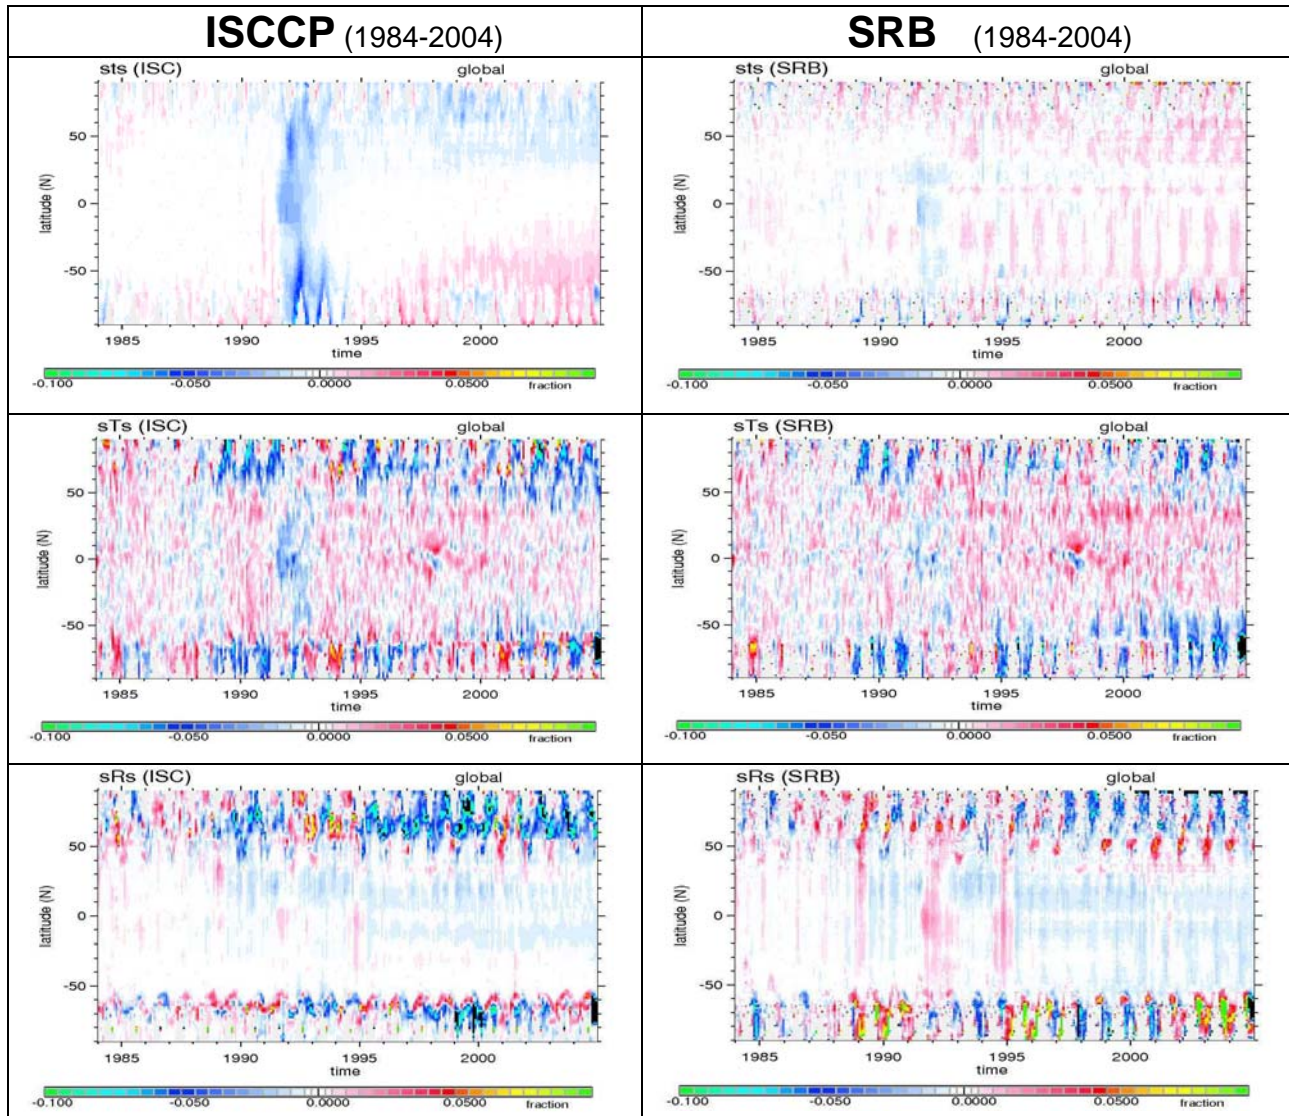 ISCCP (1984-2004)
SRB (1984-2004)
sts (ISC) global
latitude (N)
50
0
-50
1985 1990 1995 2000
time
-0.100 -0.050 0.0000 0.0500 fraction
sts (SRB) global
latitude (N)
50
0
-50
1985 1990 1995 2000
time
-0.100 -0.050 0.0000 0.0500 fraction
sTs (ISC) global
latitude (N)
50
0
-50
1985 1990 1995 2000
time
-0.100 -0.050 0.0000 0.0500 fraction
sTs (SRB) global
latitude (N)
50
0
-50
1985 1990 1995 2000
time
-0.100 -0.050 0.0000 0.0500 fraction
sRs (ISC) global
latitude (N)
50
0
-50
1985 1990 1995 2000
time
-0.100 -0.050 0.0000 0.0500 fraction
sRs (SRB) global
latitude (N)
50
0
-50
1985 1990 1995 2000
time
-0.100 -0.050 0.0000 0.0500 fraction